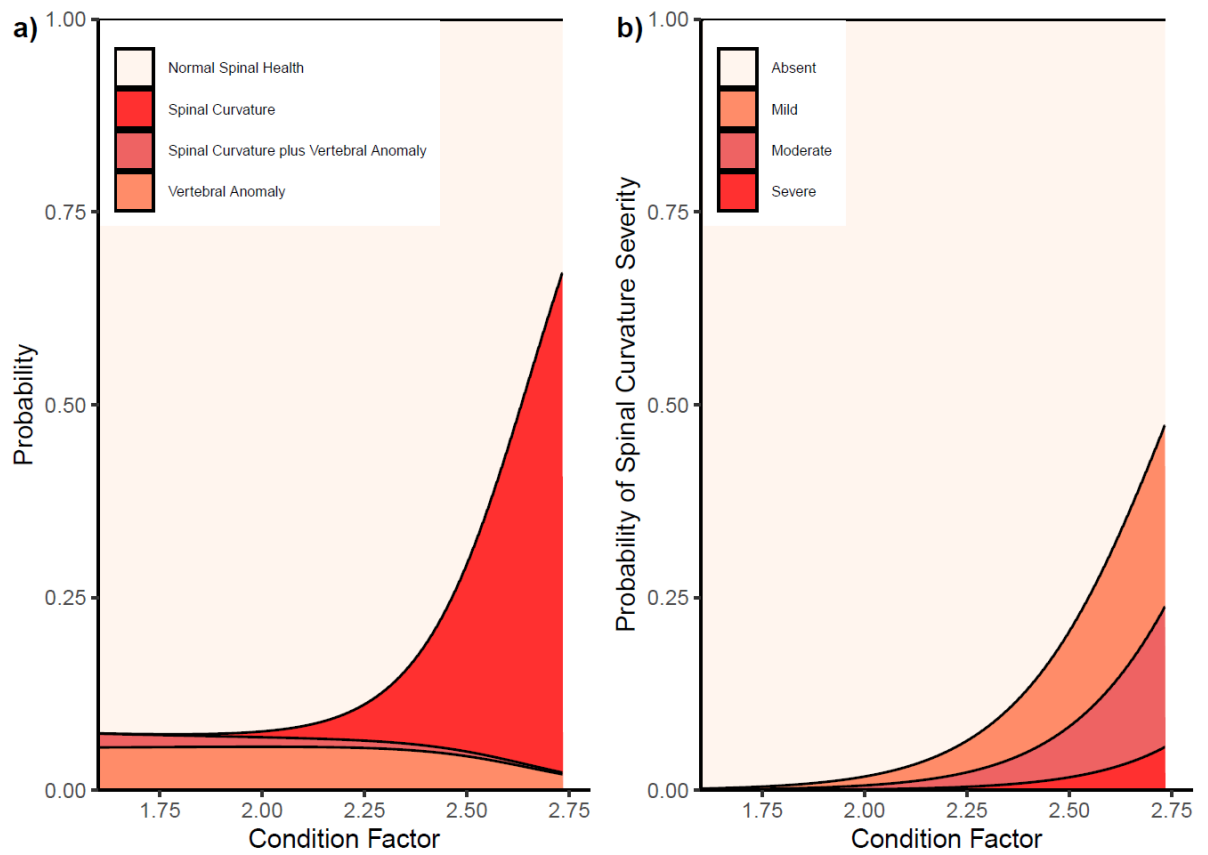 a)
Probability
1.00
0.75
0.50
0.25
0.00
Normal Spinal Health
Spinal Curvature
Spinal Curvature plus Vertebral Anomaly
Vertebral Anomaly
1.75 2.00 2.25 2.50 2.75
Condition Factor
b)
Probability of Spinal Curvature Severity
1.00
0.75
0.50
0.25
0.00
Absent
Mild
Moderate
Severe
1.75 2.00 2.25 2.50 2.75
Condition Factor